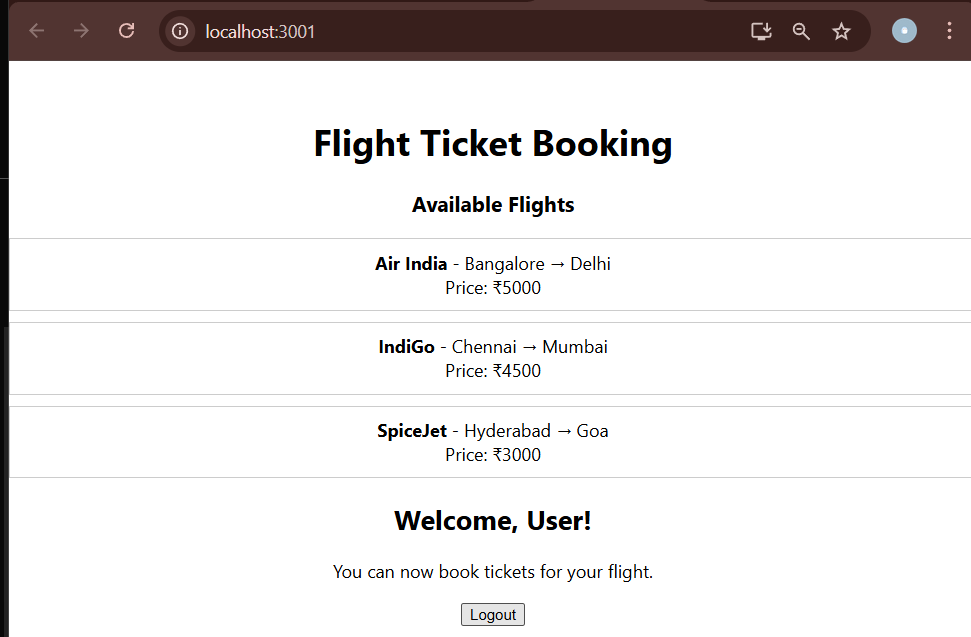 localhost:3001
Flight Ticket Booking
Available Flights
Air India - Bangalore → Delhi
Price: ₹5000
IndiGo - Chennai → Mumbai
Price: ₹4500
SpiceJet - Hyderabad → Goa
Price: ₹3000
Welcome, User!
You can now book tickets for your flight.
Logout